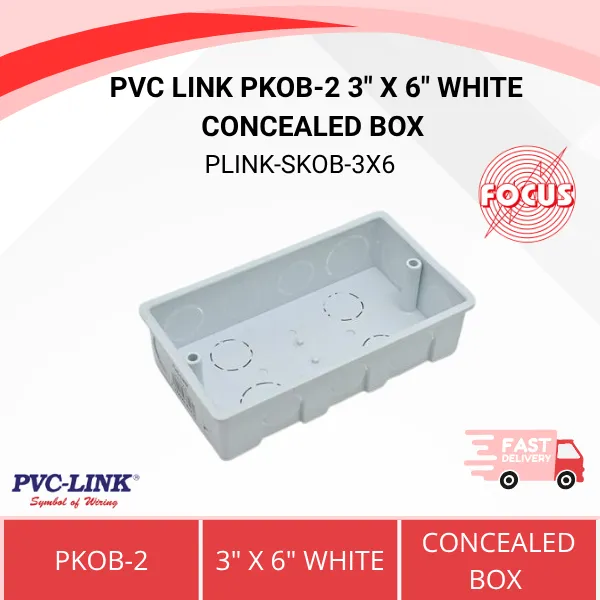 PVC LINK PKOB-2 3" X 6" WHITE
CONCEALED BOX
PLINK-SKOB-3X6
FOCUS
FAST
DELIVERY
PVC-LINK®
Symbol of Wiring
PKOB-2
3" X 6" WHITE
CONCEALED
BOX